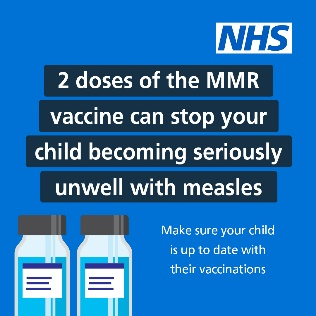 NHS
2 doses of the MMR
vaccine can stop your
child becoming seriously
unwell with measles
Make sure your child
is up to date with
their vaccinations